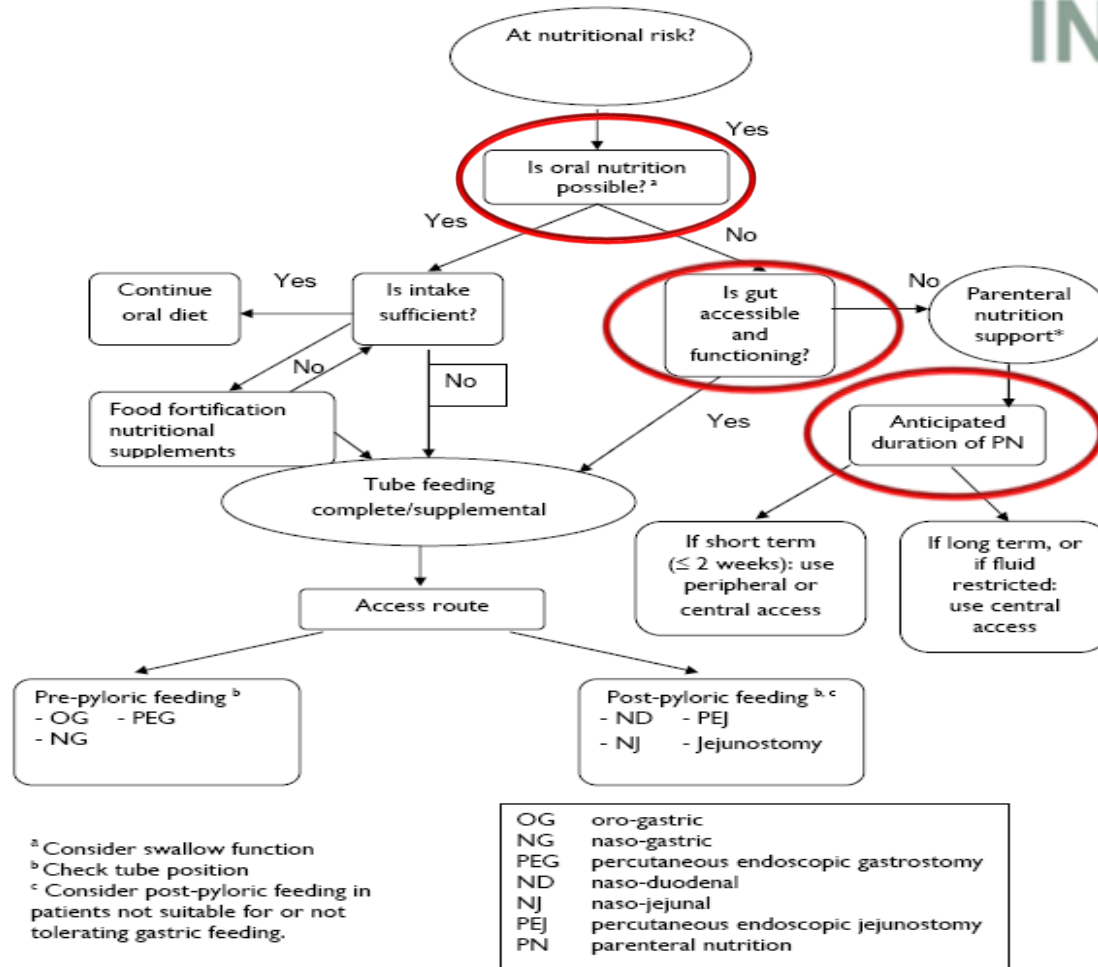 IN
At nutritional risk?
Yes
Is oral nutrition
possible? a
Yes
No
Continue
oral diet
Yes
Is intake
sufficient?
Is gut
accessible
and
functioning?
No
Parenteral
nutrition
support*
No
No
Food fortification
nutritional
supplements
Yes
Anticipated
duration of PN
Tube feeding
complete/supplemental
If short term
(≤ 2 weeks): use
peripheral or
central access
If long term, or
if fluid
restricted:
use central
access
Access route
Pre-pyloric feeding b
- OG - PEG
- NG
Post-pyloric feeding b, c
- ND - PEJ
- NJ - Jejunostomy
a Consider swallow function
b Check tube position
c Consider post-pyloric feeding in
patients not suitable for or not
tolerating gastric feeding.
OG oro-gastric
NG naso-gastric
PEG percutaneous endoscopic gastrostomy
ND naso-duodenal
NJ naso-jejunal
PEJ percutaneous endoscopic jejunostomy
PN parenteral nutrition